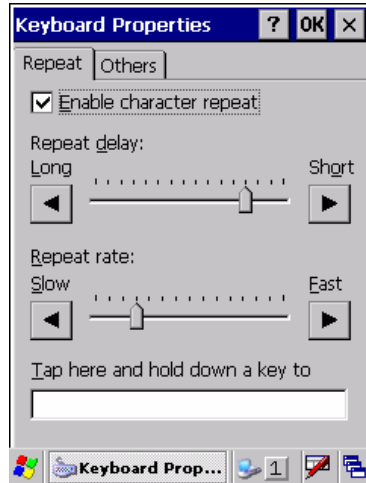 Keyboard Properties ? OK ×
Repeat Others
Enable character repeat
Repeat delay:
Long Short
Repeat rate:
Slow Fast
Tap here and hold down a key to
Keyboard Prop... 1